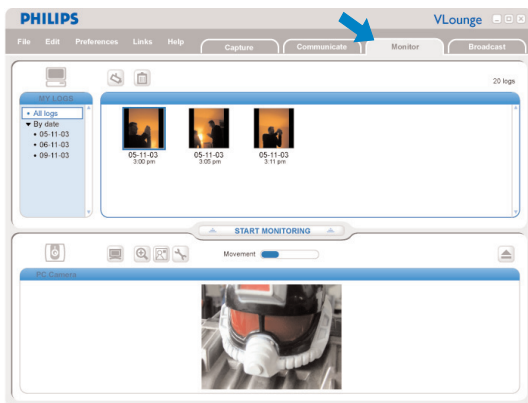 PHILIPS
VLounge
File Edit Preferences Links Help
Capture Communicate Monitor Broadcast
20 logs
MY LOGS
All logs
By date
05-11-03
06-11-03
09-11-03
05-11-03 05-11-03 05-11-03
3:00 pm 3:05 pm 3:11 pm
START MONITORING
Movement
PC Camera